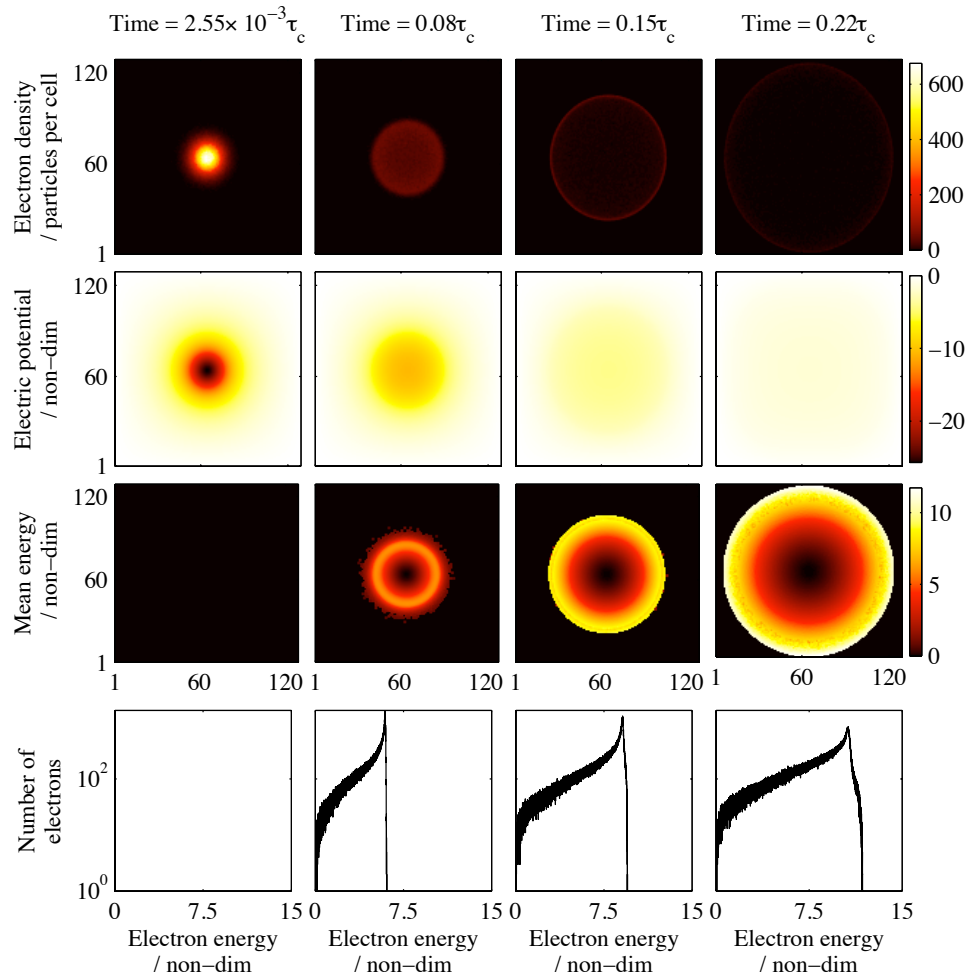 Time = 2.55× 10⁻³τ_c Time = 0.08τ_c Time = 0.15τ_c Time = 0.22τ_c
Electron density
/ particles per cell
120
60
1
600
400
200
0
Electric potential
/ non−dim
120
60
1
0
−10
−20
Mean energy
/ non−dim
120
60
1
10
5
0
1 60 120 1 60 120 1 60 120 1 60 120
Number of
electrons
10²
10⁰
0 7.5 15 0 7.5 15 0 7.5 15 0 7.5 15
Electron energy Electron energy Electron energy Electron energy
/ non−dim / non−dim / non−dim / non−dim